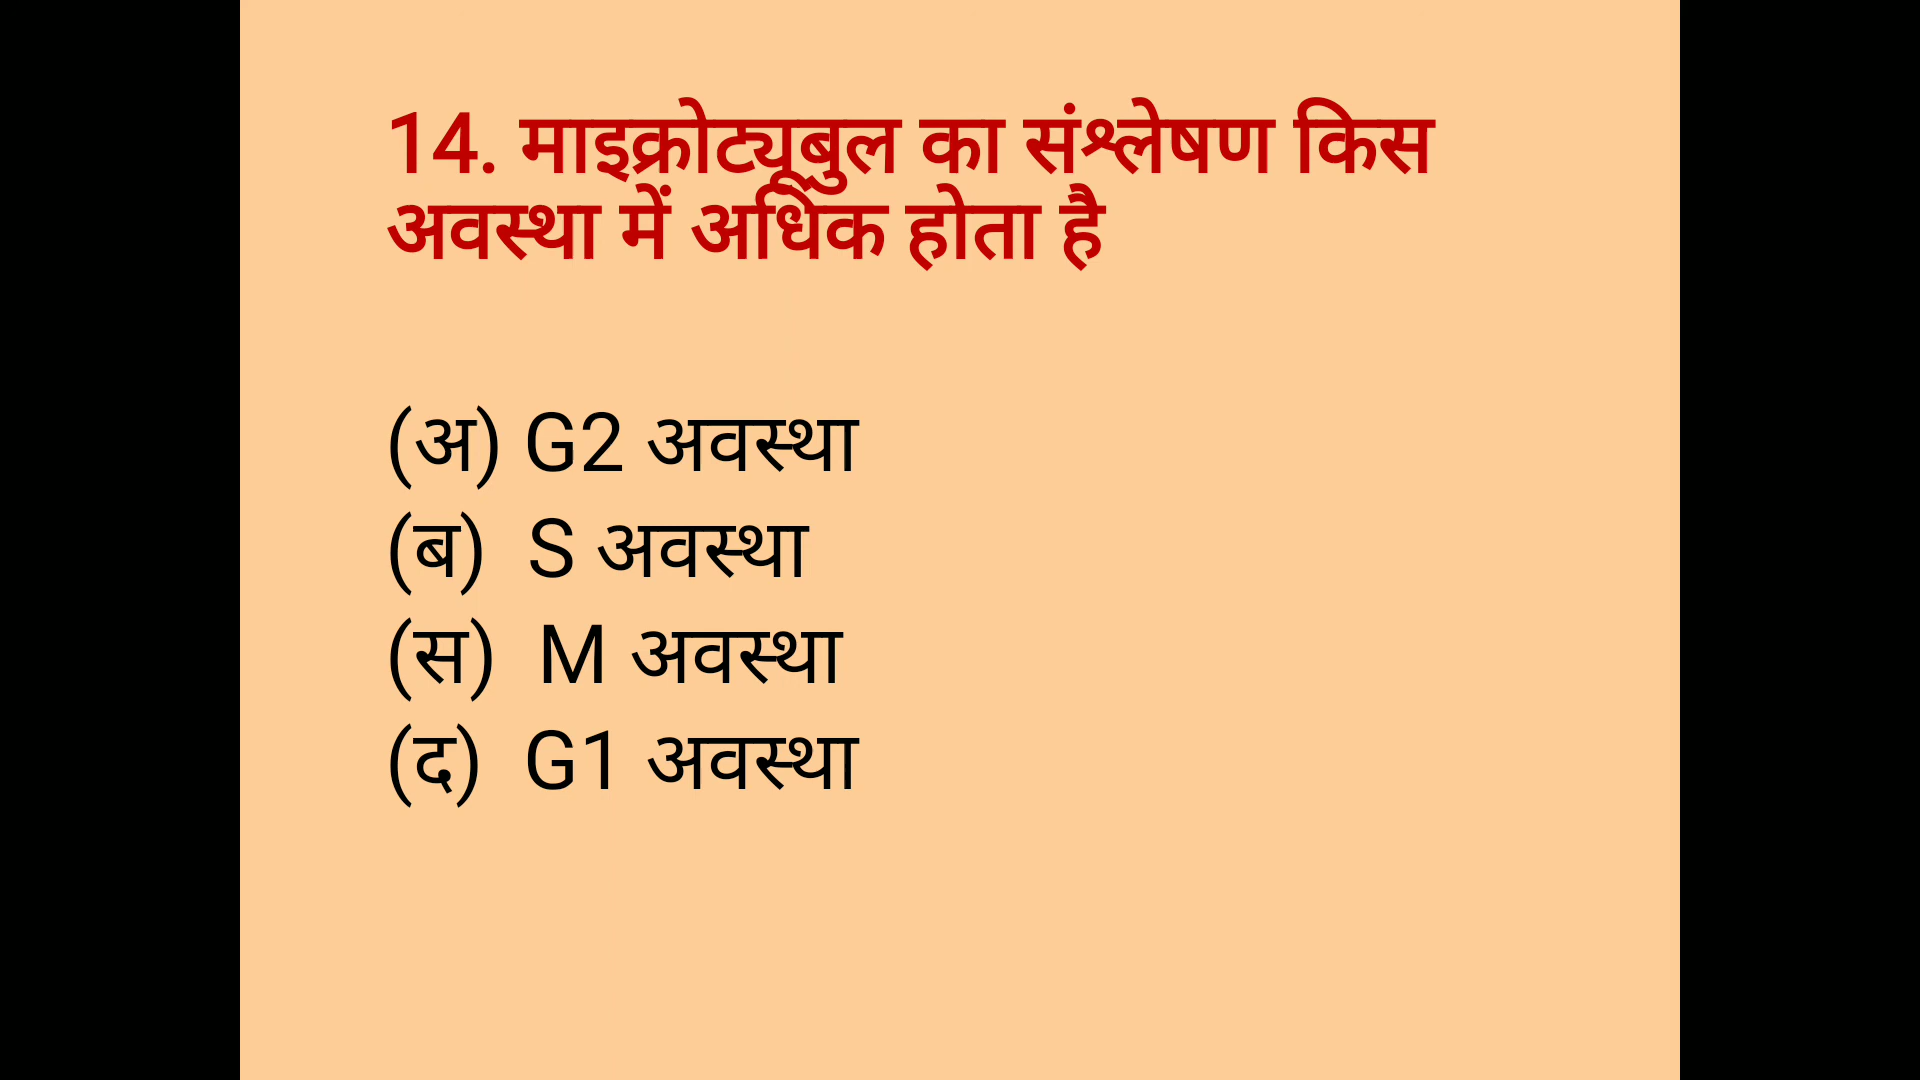 14. माइक्रोट्यूबुल का संश्लेषण किस
अवस्था में अधिक होता है
(अ) G2 अवस्था
(ब) S अवस्था
(स) M अवस्था
(द) G1 अवस्था